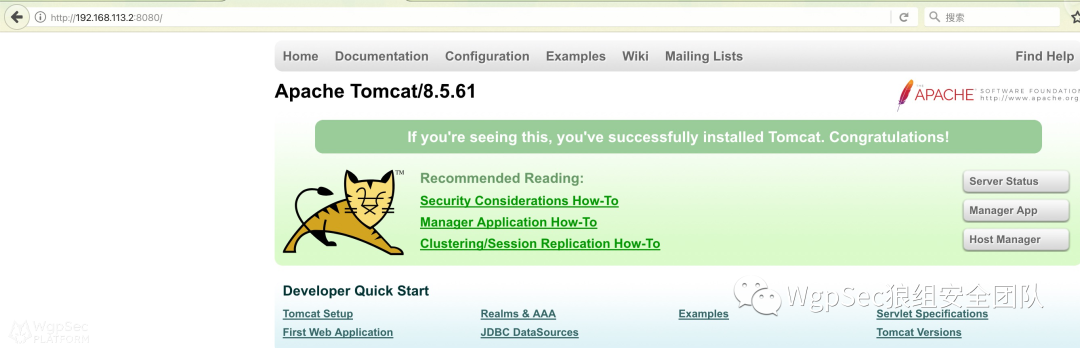 http://192.168.113.2:8080/
搜索
Home Documentation Configuration Examples Wiki Mailing Lists Find Help
Apache Tomcat/8.5.61
THE APACHE SOFTWARE FOUNDATION
http://www.apache.org
If you're seeing this, you've successfully installed Tomcat. Congratulations!
TM
Recommended Reading:
Security Considerations How-To
Manager Application How-To
Clustering/Session Replication How-To
Server Status
Manager App
Host Manager
Developer Quick Start
Tomcat Setup Realms & AAA Examples Servlet Specifications
First Web Application JDBC DataSources Tomcat Versions
WgpSec狼组安全团队
WgpSec
PLATFORM